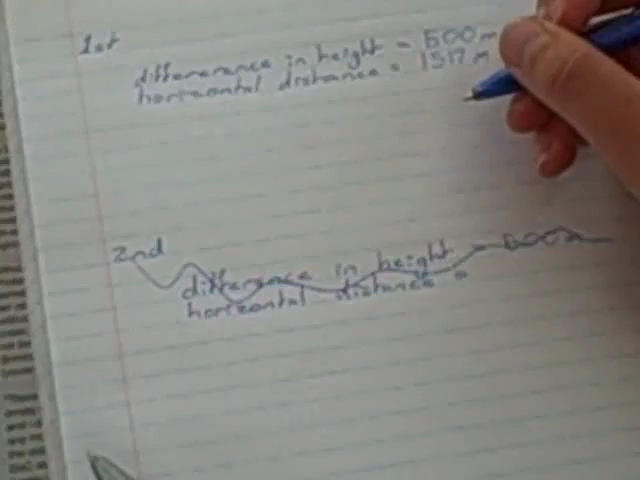 1st
differerance in height = 500m
horizontal distance = 1517m
2nd
difference in height = 500m
horizontal distance =